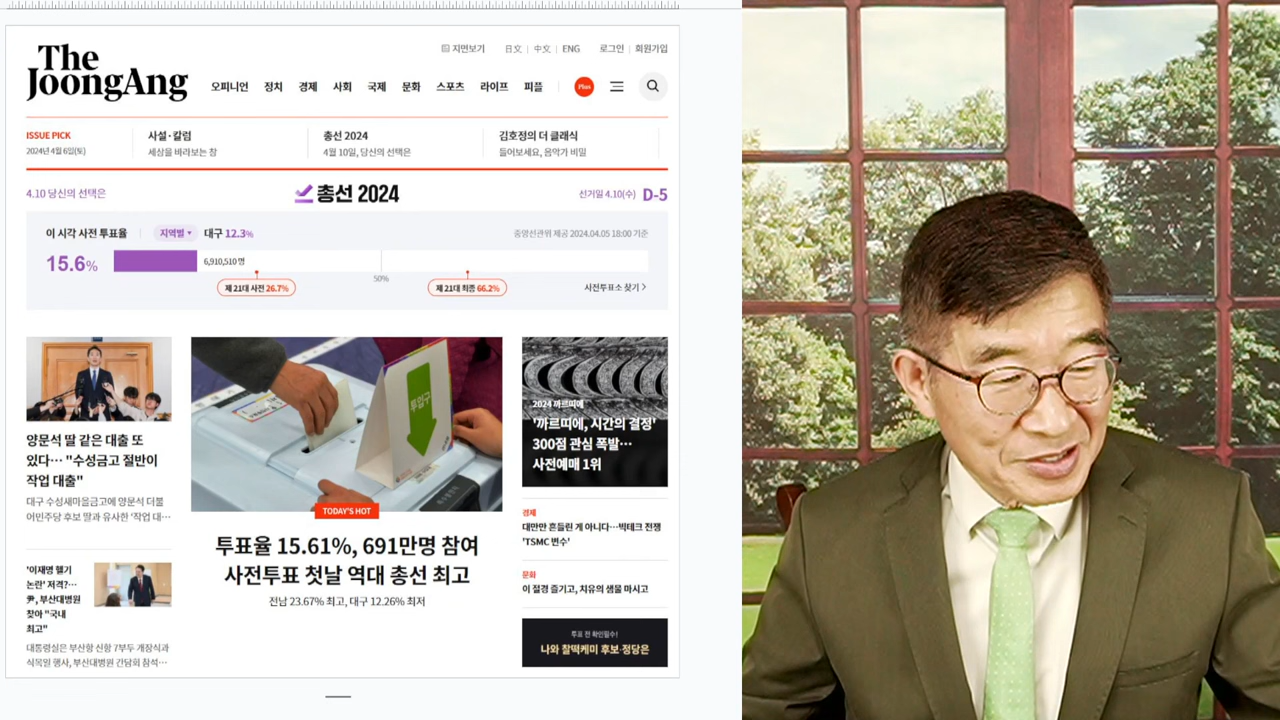 The
JoongAng
지면보기
日文
中文
ENG
로그인
회원가입
오피니언 정치 경제 사회 국제 문화 스포츠 라이프 피플
Plus
ISSUE PICK
2024년 4월 6일(토)
사설·칼럼
세상을 바라보는 창
총선 2024
4월 10일, 당신의 선택은
김호정의 더 클래식
들어보세요, 음악가 비밀
4.10 당신의 선택은
총선 2024
선거일 4.10(수) D-5
이 시각 사전 투표율
지역별 ▾
대구 12.3%
중앙선관위 제공 2024.04.05 18:00 기준
15.6%
6,910,510 명
50%
제 21대 사전 26.7%
제 21대 최종 66.2%
사전투표소 찾기 >
양문석 딸 같은 대출 또
있다… "수성금고 절반이
작업 대출"
대구 수성새마을금고에 양문석 더불
어민주당 후보 딸과 유사한 '작업 대…
'이재명 헬기
논란' 저격?…
尹, 부산대병원
찾아 "국내
최고"
대통령실은 부산항 신항 7부두 개장식과
식목일 행사, 부산대병원 간담회 참석…
투입구
TODAY'S HOT
투표율 15.61%, 691만명 참여
사전투표 첫날 역대 총선 최고
전남 23.67% 최고, 대구 12.26% 최저
2024 까르띠에
'까르띠에, 시간의 결정'
300점 관심 폭발…
사전예매 1위
경제
대만만 흔들린 게 아니다…빅테크 전쟁
'TSMC 변수'
문화
이 절경 즐기고, 치유의 샘물 마시고
투표 전 확인필수!
나와 찰떡케미 후보·정당은